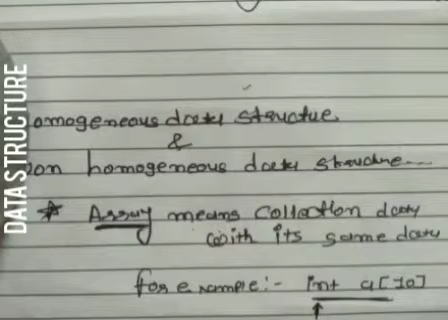 DATA STRUCTURE
omogeneous data structue.
&
non homogeneous data structure
* Array means Collection data
with its same data
for example:- int a[10]